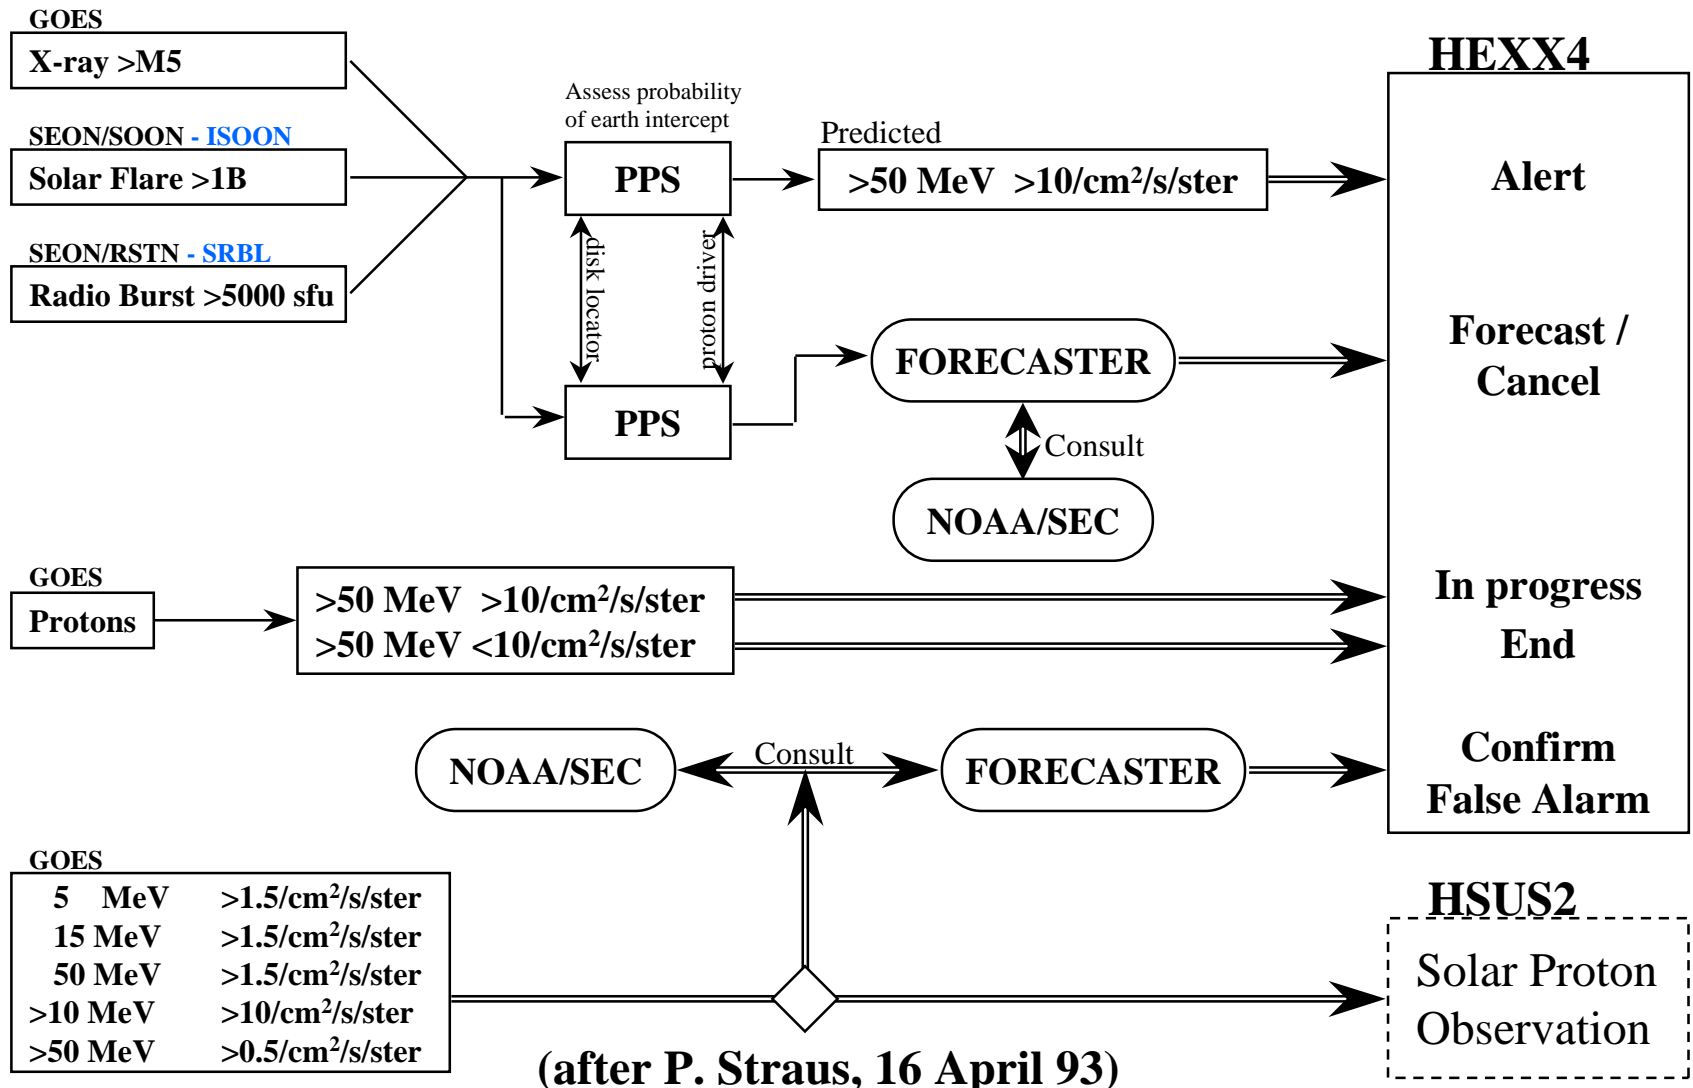 GOES
X-ray >M5
SEON/SOON - ISOON
Solar Flare >1B
SEON/RSTN - SRBL
Radio Burst >5000 sfu
Assess probability
of earth intercept
PPS
disk locator
proton driver
PPS
Predicted
>50 MeV >10/cm²/s/ster
FORECASTER
Consult
NOAA/SEC
HEXX4
Alert
Forecast /
Cancel
In progress
End
Confirm
False Alarm
GOES
Protons
>50 MeV >10/cm²/s/ster
>50 MeV <10/cm²/s/ster
NOAA/SEC
Consult
FORECASTER
GOES
5 MeV >1.5/cm²/s/ster
15 MeV >1.5/cm²/s/ster
50 MeV >1.5/cm²/s/ster
>10 MeV >10/cm²/s/ster
>50 MeV >0.5/cm²/s/ster
HSUS2
Solar Proton
Observation
(after P. Straus, 16 April 93)